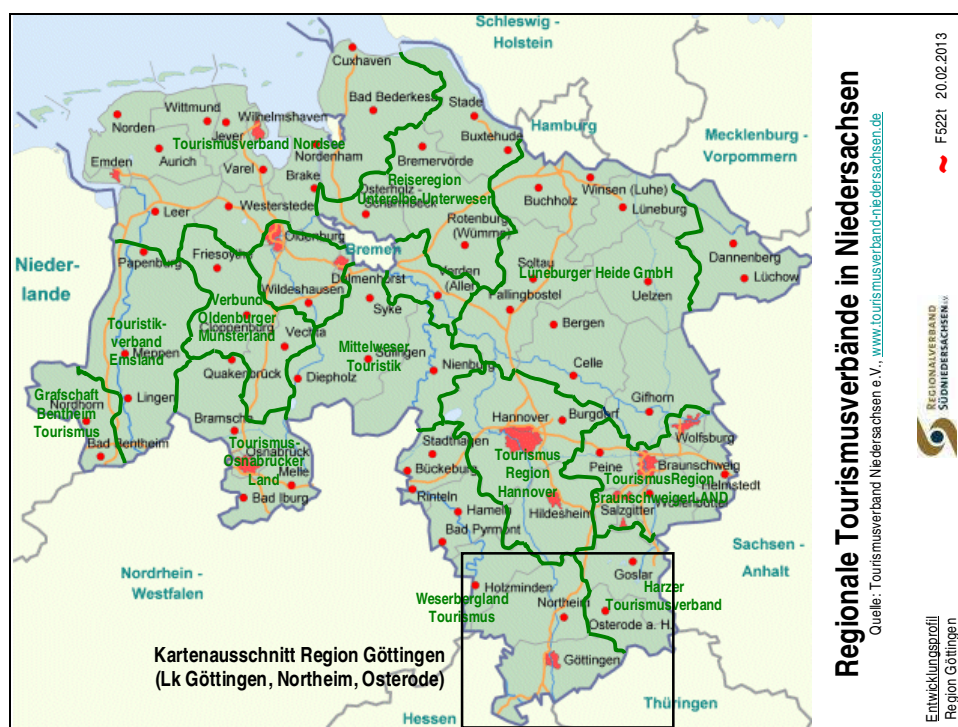 Schleswig -
Holstein
Cuxhaven
Bad Bederkesa
Stade
Wittmund
Wilhelmshaven
Norden
Jever
Buxtehude
Hamburg
Mecklenburg -
Vorpommern
Tourismusverband Nordsee
Nordenham
Aurich
Bremervörde
Emden
Varel
Brake
Reiseregion
Unterelbe-Unterweser
Osterholz -
Scharmbeck
Winsen (Luhe)
Buchholz
Lüneburg
Leer
Westerstede
Rotenburg
(Wümme)
Oldenburg
Bremen
Dannenberg
Lüchow
Papenburg
Friesoythe
Delmenhorst
Verden
(Aller)
Soltau
Lüneburger Heide GmbH
Nieder-
lande
Wildeshausen
Syke
Fallingbostel
Uelzen
Verbund
Oldenburger
Münsterland
Cloppenburg
Vechta
Bergen
Touristik-
verband
Emsland
Meppen
Mittelweser
Touristik
Sulingen
Quakenbrück
Diepholz
Nienburg
Celle
Grafschaft
Bentheim
Tourismus
Nordhorn
Lingen
Bad Bentheim
Bramsche
Gifhorn
Hannover
Burgdorf
Wolfsburg
Tourismus-
Osnabrücker
Land
Osnabrück
Melle
Bad Iburg
Stadthagen
Bückeburg
Tourismus
Region
Hannover
Peine
Braunschweig
Helmstedt
TourismusRegion
BraunschweigerLAND
Wolfenbüttel
Rinteln
Hameln
Hildesheim
Salzgitter
Bad Pyrmont
Sachsen -
Anhalt
Nordrhein -
Westfalen
Goslar
Holzminden
Weserbergland
Tourismus
Northeim
Harzer
Tourismusverband
Osterode a. H.
Göttingen
Kartenausschnitt Region Göttingen
(Lk Göttingen, Northeim, Osterode)
Hessen
Thüringen
Regionale Tourismusverbände in Niedersachsen
Quelle: Tourismusverband Niedersachsen e.V., www.tourismusverband-niedersachsen.de
F522t 20.02.2013
REGIONALVERBAND
SÜDNIEDERSACHSEN e.V.
Entwicklungsprofil
Region Göttingen